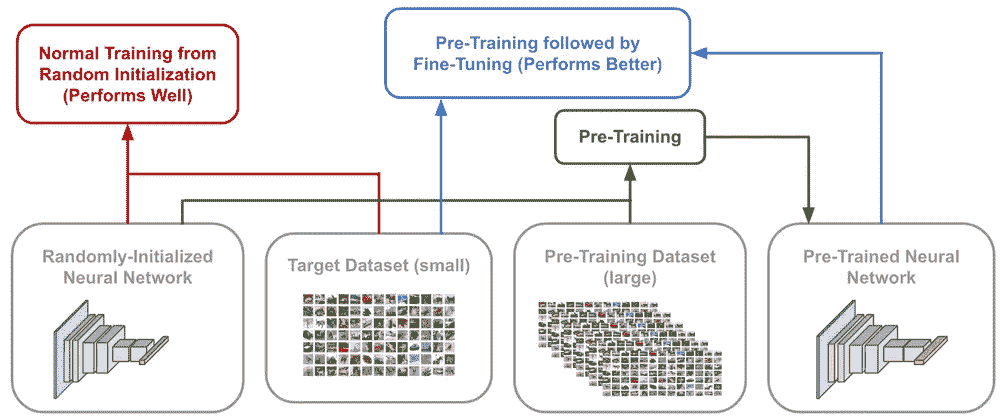 Normal Training from
Random Initialization
(Performs Well)
Pre-Training followed by
Fine-Tuning (Performs Better)
Pre-Training
Randomly-Initialized
Neural Network
Target Dataset (small)
Pre-Training Dataset
(large)
Pre-Trained Neural
Network